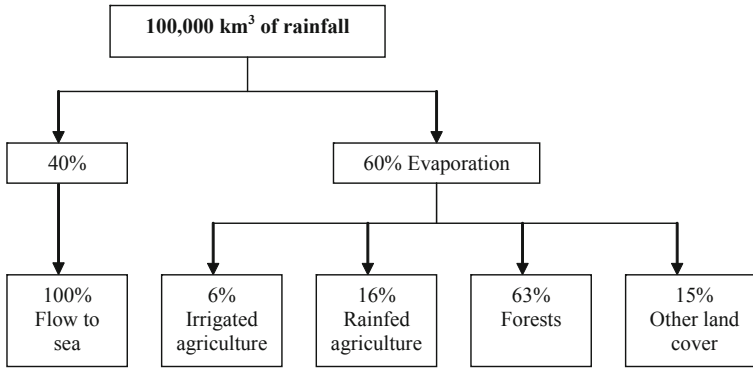 100,000 km³ of rainfall
40%
60% Evaporation
100%
Flow to
sea
6%
Irrigated
agriculture
16%
Rainfed
agriculture
63%
Forests
15%
Other land
cover